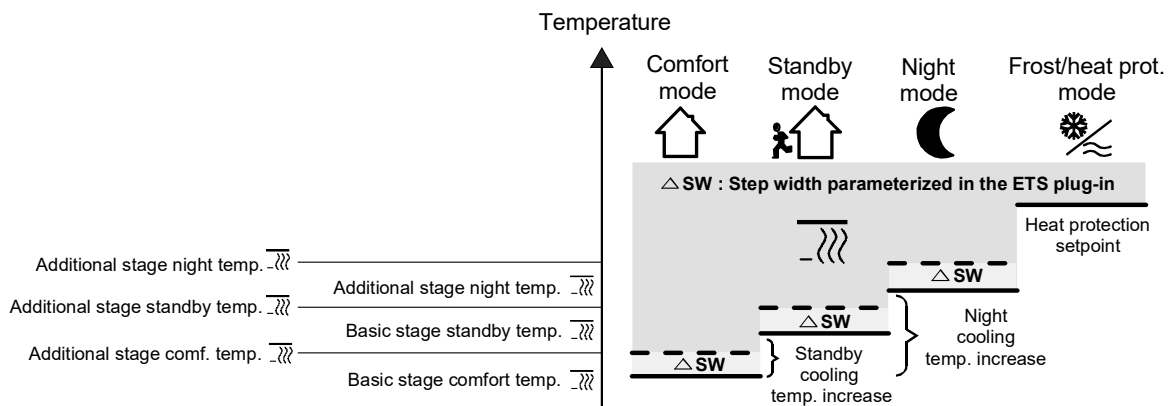 Temperature
Comfort
mode
Standby
mode
Night
mode
Frost/heat prot.
mode
△ SW : Step width parameterized in the ETS plug-in
Heat protection
setpoint
Additional stage night temp.
△ SW
Additional stage night temp.
Additional stage standby temp.
△ SW
Night
cooling
temp. increase
Basic stage standby temp.
Additional stage comf. temp.
△ SW
Standby
cooling
temp. increase
Basic stage comfort temp.